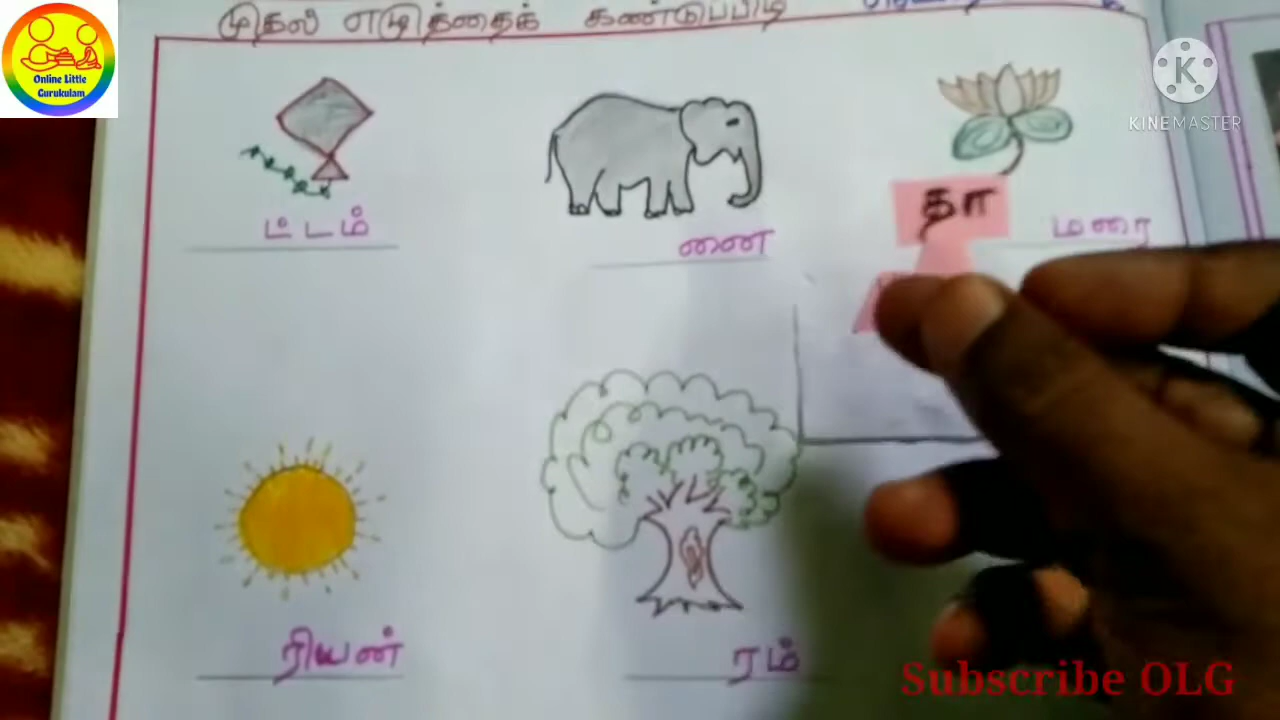 முதல் எழுத்தைக் கண்டுப்பிடி
Online Little
Gurukulam
K
KINEMASTER
தா
ட்டம்
னை
மரை
ரியன்
ரம்
Subscribe OLG